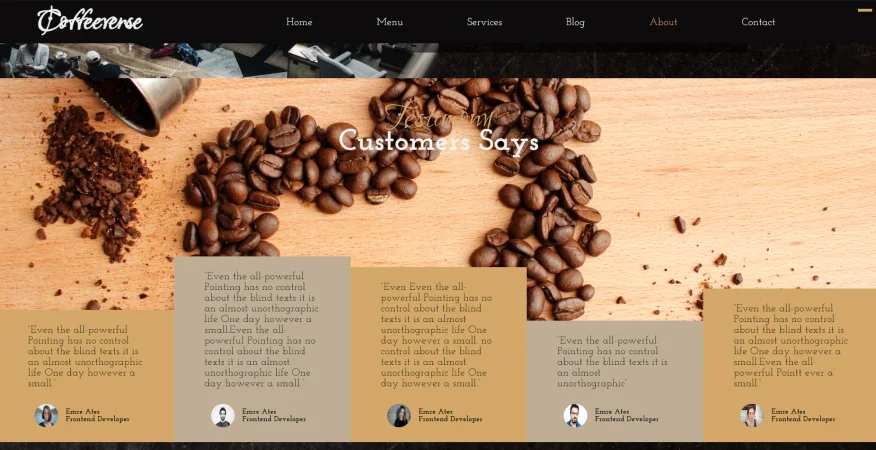 Coffeeverse
Home Menu Services Blog About Contact
Testimony
Customers Says
"Even the all-powerful
Pointing has no control
about the blind texts it is
an almost unorthographic
life One day however a
small."
Emre Ates
Frontend Developer
"Even the all-powerful
Pointing has no control
about the blind texts it is
an almost unorthographic
life One day however a
small.Even the all-
powerful Pointing has no
control about the blind
texts it is an almost
unorthographic life One
day however a small."
Emre Ates
Frontend Developer
"Even Even the all-
powerful Pointing has no
control about the blind
texts it is an almost
unorthographic life One
day however a small. no
control about the blind
texts it is an almost
unorthographic life One
day however a small."
Emre Ates
Frontend Developer
"Even the all-powerful
Pointing has no control
about the blind texts it is
an almost
unorthographic"
Emre Ates
Frontend Developer
"Even the all-powerful
Pointing has no control
about the blind texts it is
an almost unorthographic
life One day however a
small.Even the all-
powerful Pointt ever a
small."
Emre Ates
Frontend Developer